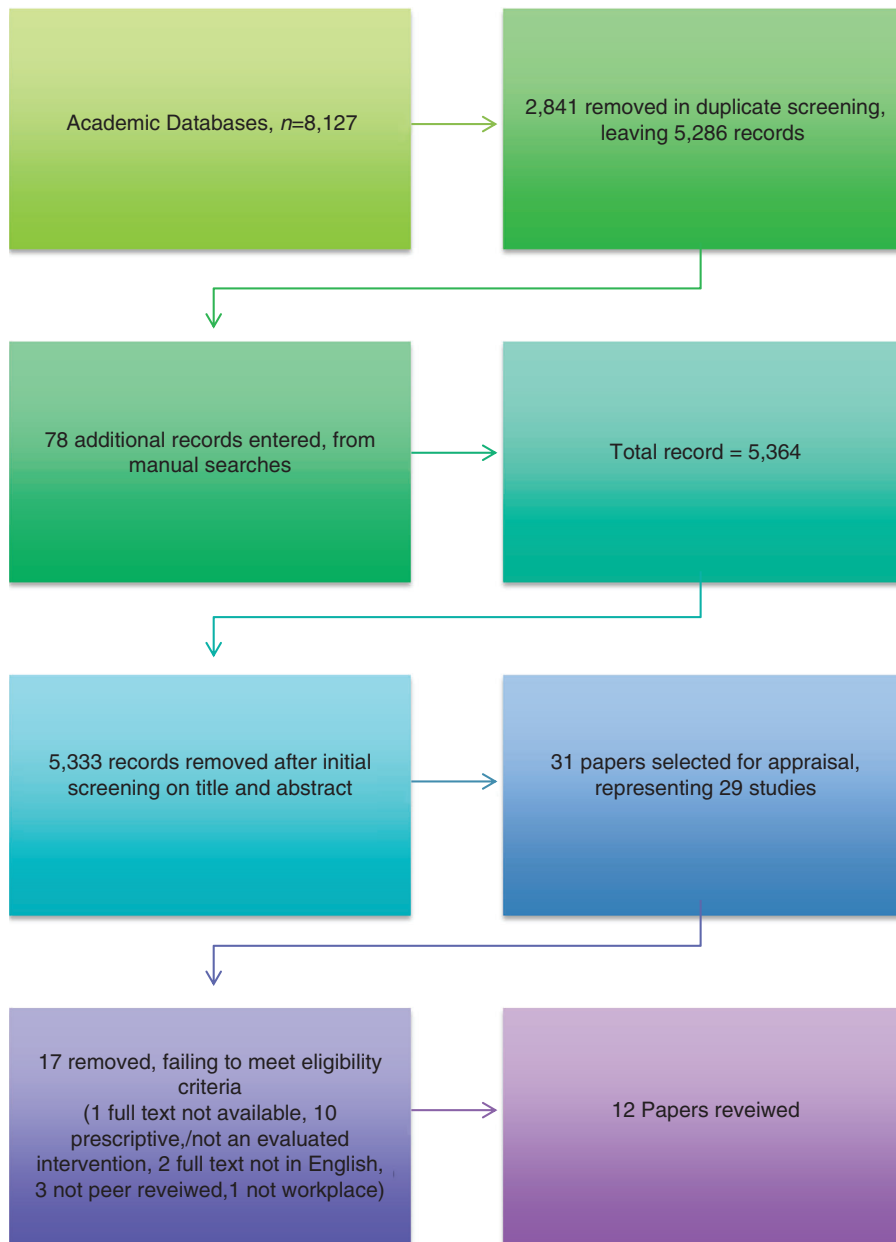 Academic Databases, n=8,127
2,841 removed in duplicate screening,
leaving 5,286 records
78 additional records entered, from
manual searches
Total record = 5,364
5,333 records removed after initial
screening on title and abstract
31 papers selected for appraisal,
representing 29 studies
17 removed, failing to meet eligibility
criteria
(1 full text not available, 10
prescriptive,/not an evaluated
intervention, 2 full text not in English,
3 not peer reveiwed,1 not workplace)
12 Papers reveiwed